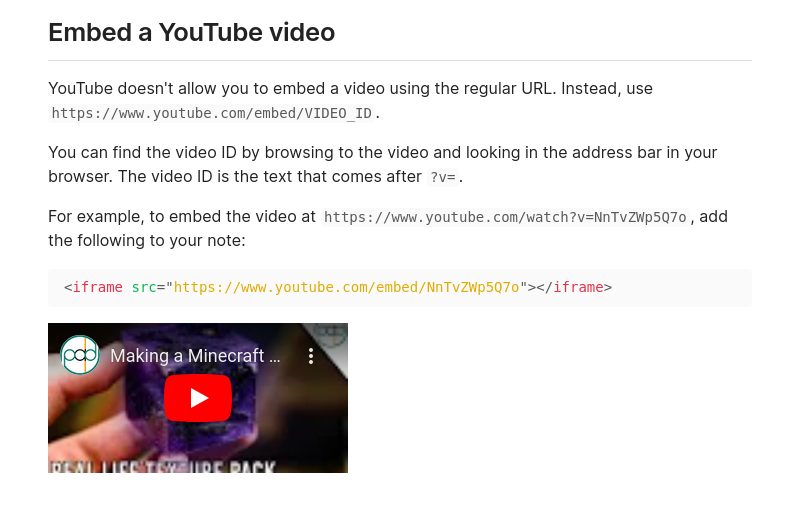 Embed a YouTube video
YouTube doesn't allow you to embed a video using the regular URL. Instead, use
https://www.youtube.com/embed/VIDEO_ID.
You can find the video ID by browsing to the video and looking in the address bar in your
browser. The video ID is the text that comes after ?v=.
For example, to embed the video at https://www.youtube.com/watch?v=NnTvZWp5Q7o, add
the following to your note:
<iframe src="https://www.youtube.com/embed/NnTvZWp5Q7o"></iframe>
Making a Minecraft ...
REAL LIFE TEXTURE PACK